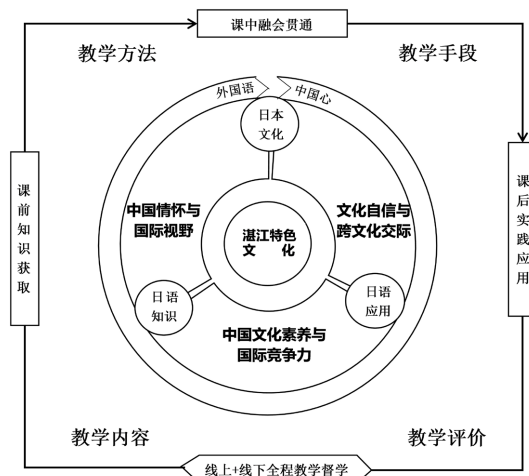 课中融会贯通
教学方法
教学手段
外国语
中国心
日本
文化
课前知识获取
课后实践应用
中国情怀与
国际视野
文化自信与
跨文化交际
湛江特色
文 化
日语
知识
日语
应用
中国文化素养与
国际竞争力
教学内容
教学评价
线上+线下全程教学督学